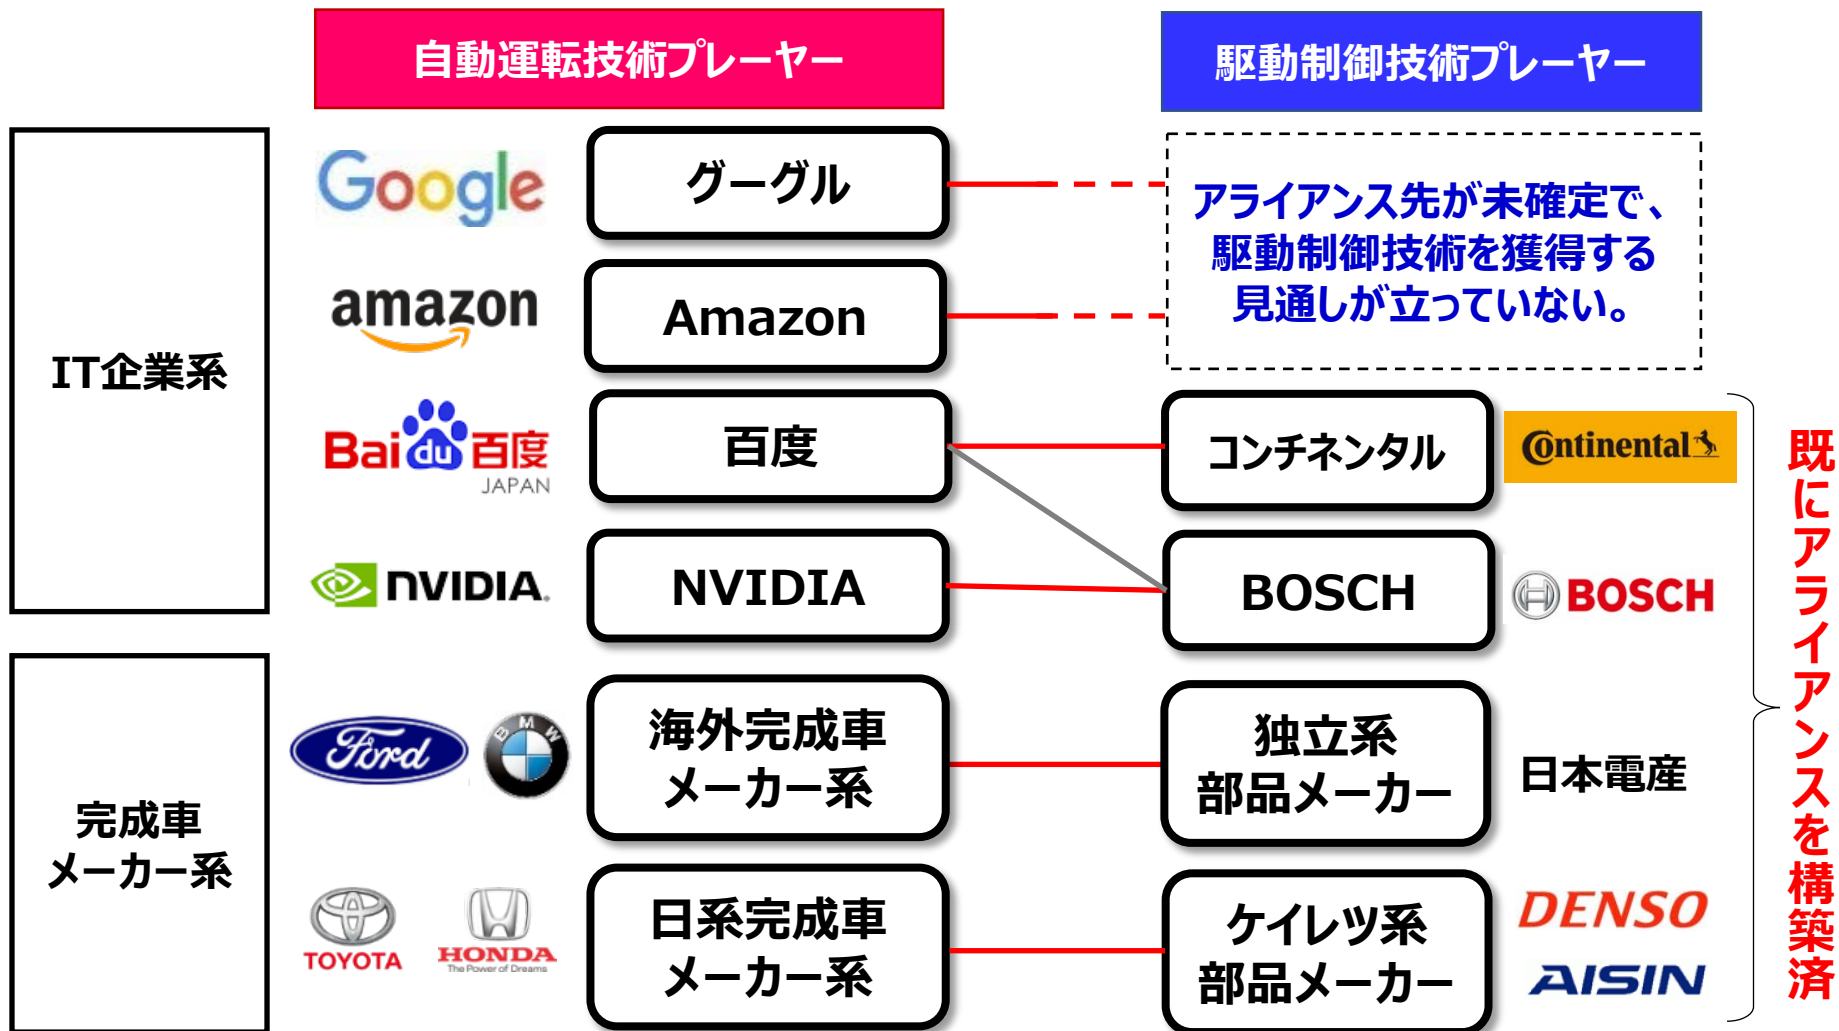 自動運転技術プレーヤー
駆動制御技術プレーヤー
IT企業系
Google
グーグル
アライアンス先が未確定で、
駆動制御技術を獲得する
見通しが立っていない。
amazon
Amazon
Bai du 百度
JAPAN
百度
コンチネンタル
Continental
NVIDIA.
NVIDIA
BOSCH
BOSCH
既にアライアンスを構築済
完成車
メーカー系
Ford
BMW
海外完成車
メーカー系
独立系
部品メーカー
日本電産
TOYOTA
HONDA
The Power of Dreams
日系完成車
メーカー系
ケイレツ系
部品メーカー
DENSO
AISIN